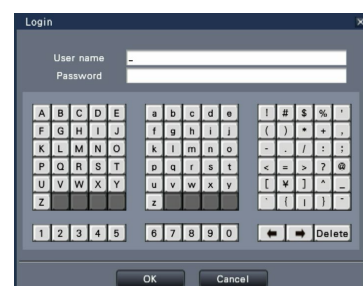 Login ×
User name _
Password
A B C D E a b c d e ! # $ % '
F G H I J f g h i j ( ) * + ,
K L M N O k l m n o - . / : ;
P Q R S T p q r s t < = > ? @
U V W X Y u v w x y [ ¥ ] ^ _
Z z ` { | } ~
1 2 3 4 5 6 7 8 9 0 ← → Delete
OK Cancel